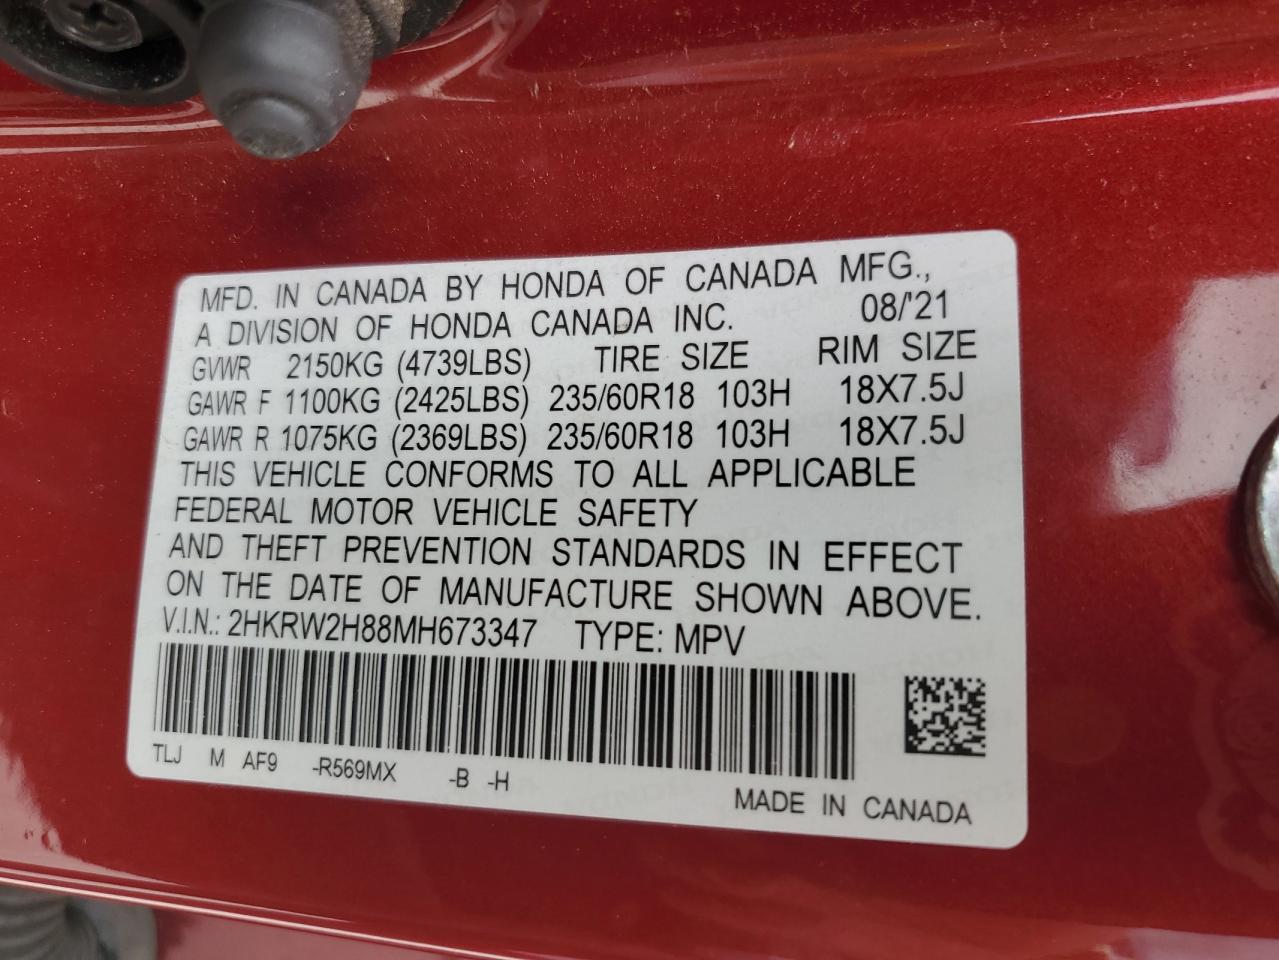 MFD. IN CANADA BY HONDA OF CANADA MFG.,
A DIVISION OF HONDA CANADA INC. 08/'21
GVWR 2150KG (4739LBS) TIRE SIZE RIM SIZE
GAWR F 1100KG (2425LBS) 235/60R18 103H 18X7.5J
GAWR R 1075KG (2369LBS) 235/60R18 103H 18X7.5J
THIS VEHICLE CONFORMS TO ALL APPLICABLE
FEDERAL MOTOR VEHICLE SAFETY
AND THEFT PREVENTION STANDARDS IN EFFECT
ON THE DATE OF MANUFACTURE SHOWN ABOVE.
V.I.N.: 2HKRW2H88MH673347 TYPE: MPV
TLJ M AF9 -R569MX -B -H
MADE IN CANADA